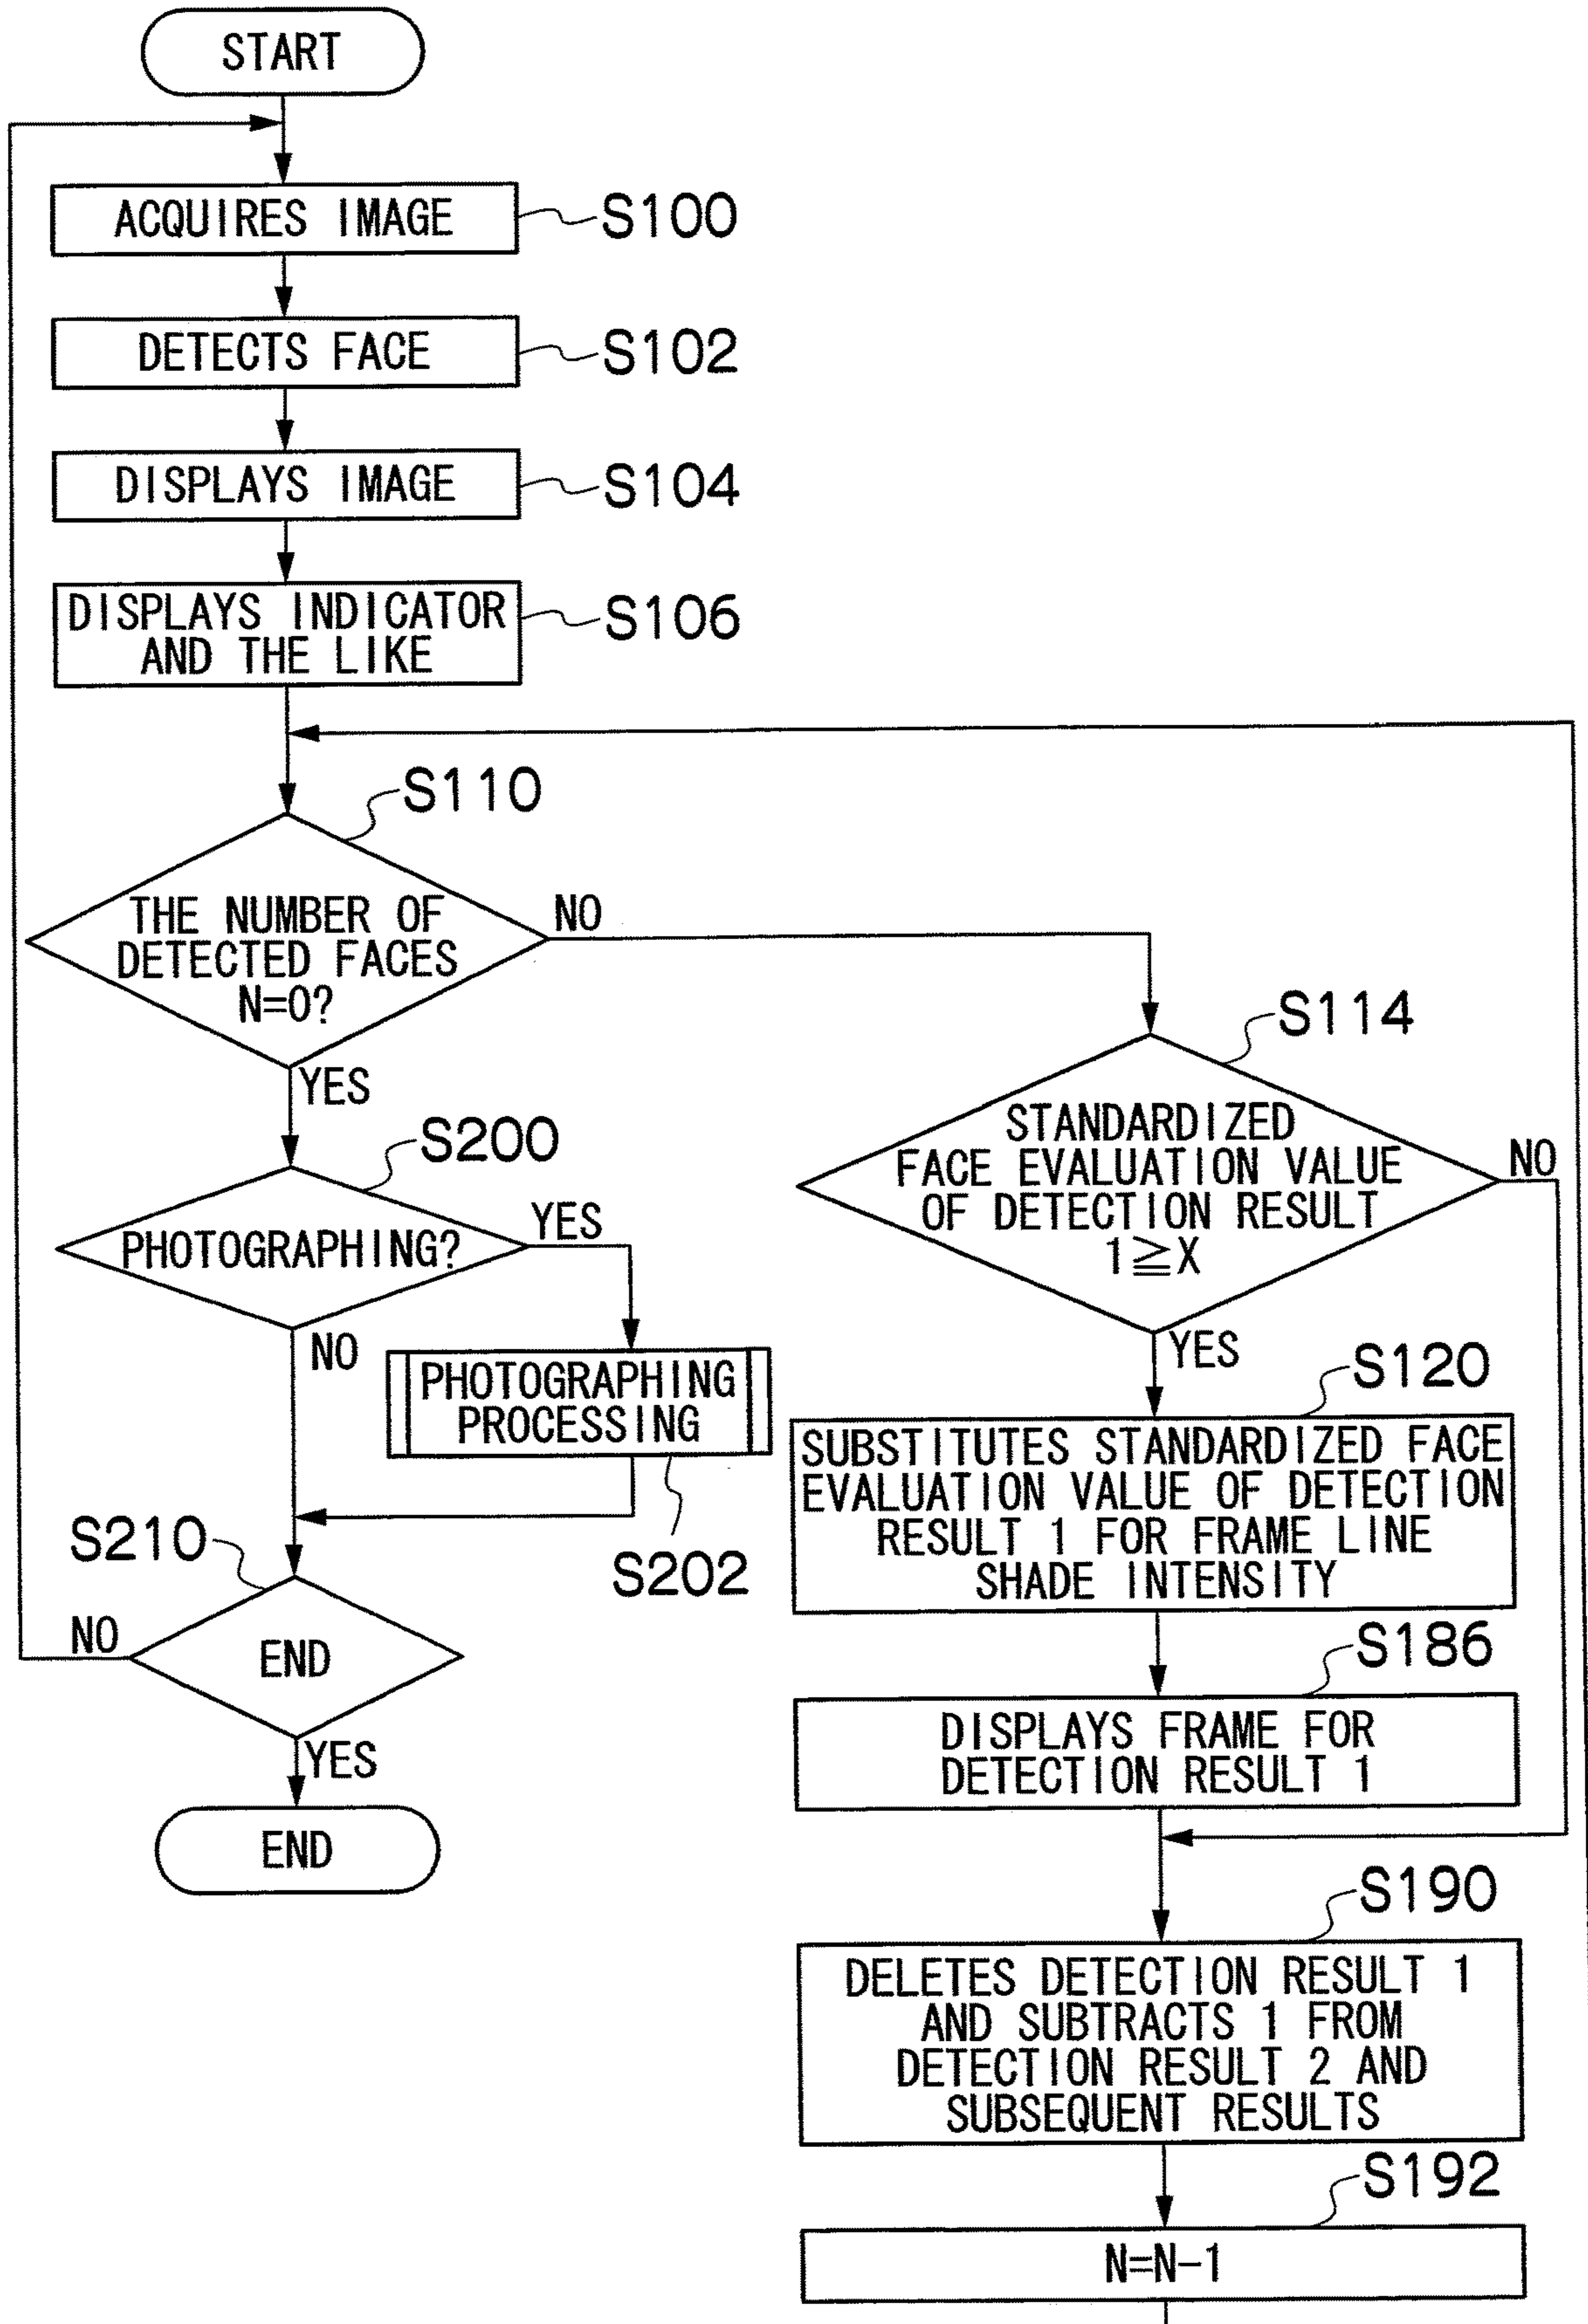 START
ACQUIRES IMAGE
S100
DETECTS FACE
S102
DISPLAYS IMAGE
S104
DISPLAYS INDICATOR
AND THE LIKE
S106
S110
THE NUMBER OF
DETECTED FACES
N=0?
NO
YES
S200
PHOTOGRAPHING?
YES
NO
PHOTOGRAPHING
PROCESSING
S202
S210
END
NO
YES
END
S114
STANDARDIZED
FACE EVALUATION VALUE
OF DETECTION RESULT
1≧X
NO
YES
S120
SUBSTITUTES STANDARDIZED FACE
EVALUATION VALUE OF DETECTION
RESULT 1 FOR FRAME LINE
SHADE INTENSITY
S186
DISPLAYS FRAME FOR
DETECTION RESULT 1
S190
DELETES DETECTION RESULT 1
AND SUBTRACTS 1 FROM
DETECTION RESULT 2 AND
SUBSEQUENT RESULTS
S192
N=N-1